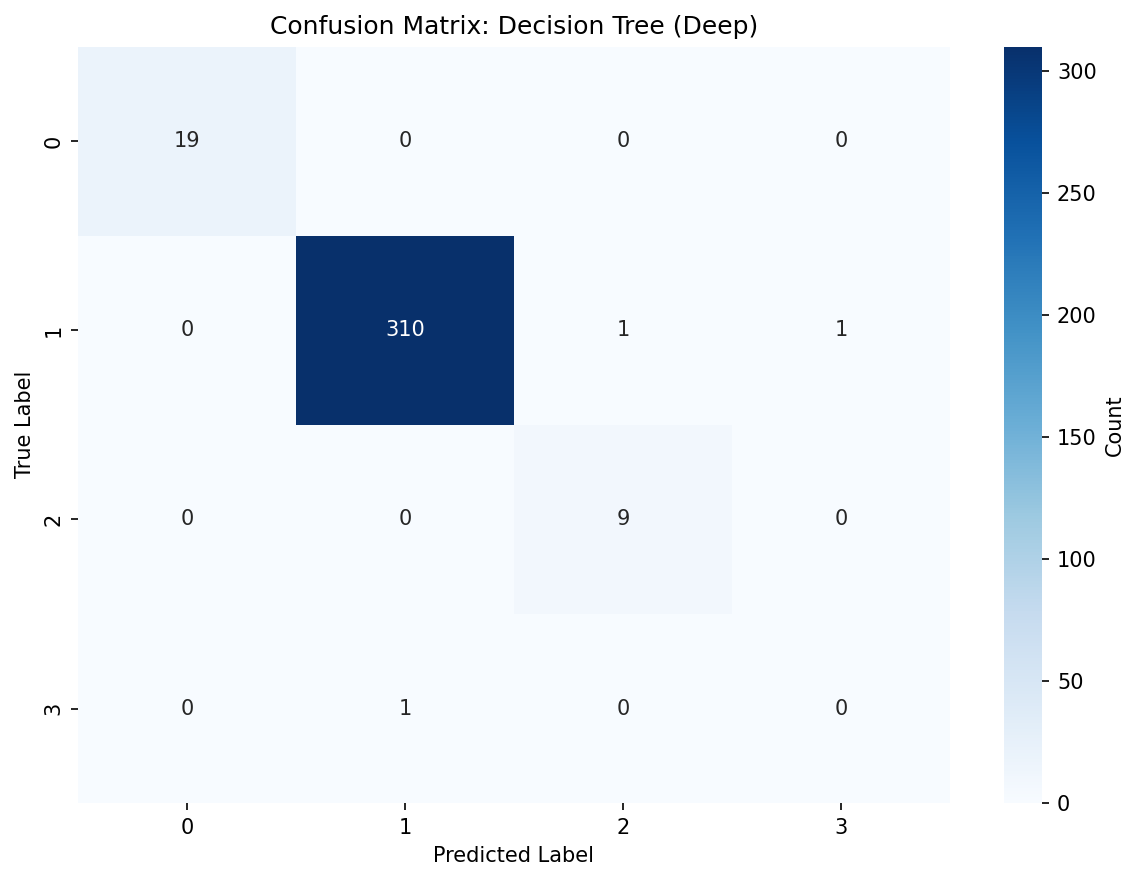 Confusion Matrix: Decision Tree (Deep)
0 19 0 0 0
1 0 310 1 1
2 0 0 9 0
3 0 1 0 0
0 1 2 3
Predicted Label
True Label
300
250
200
150
100
50
0
Count